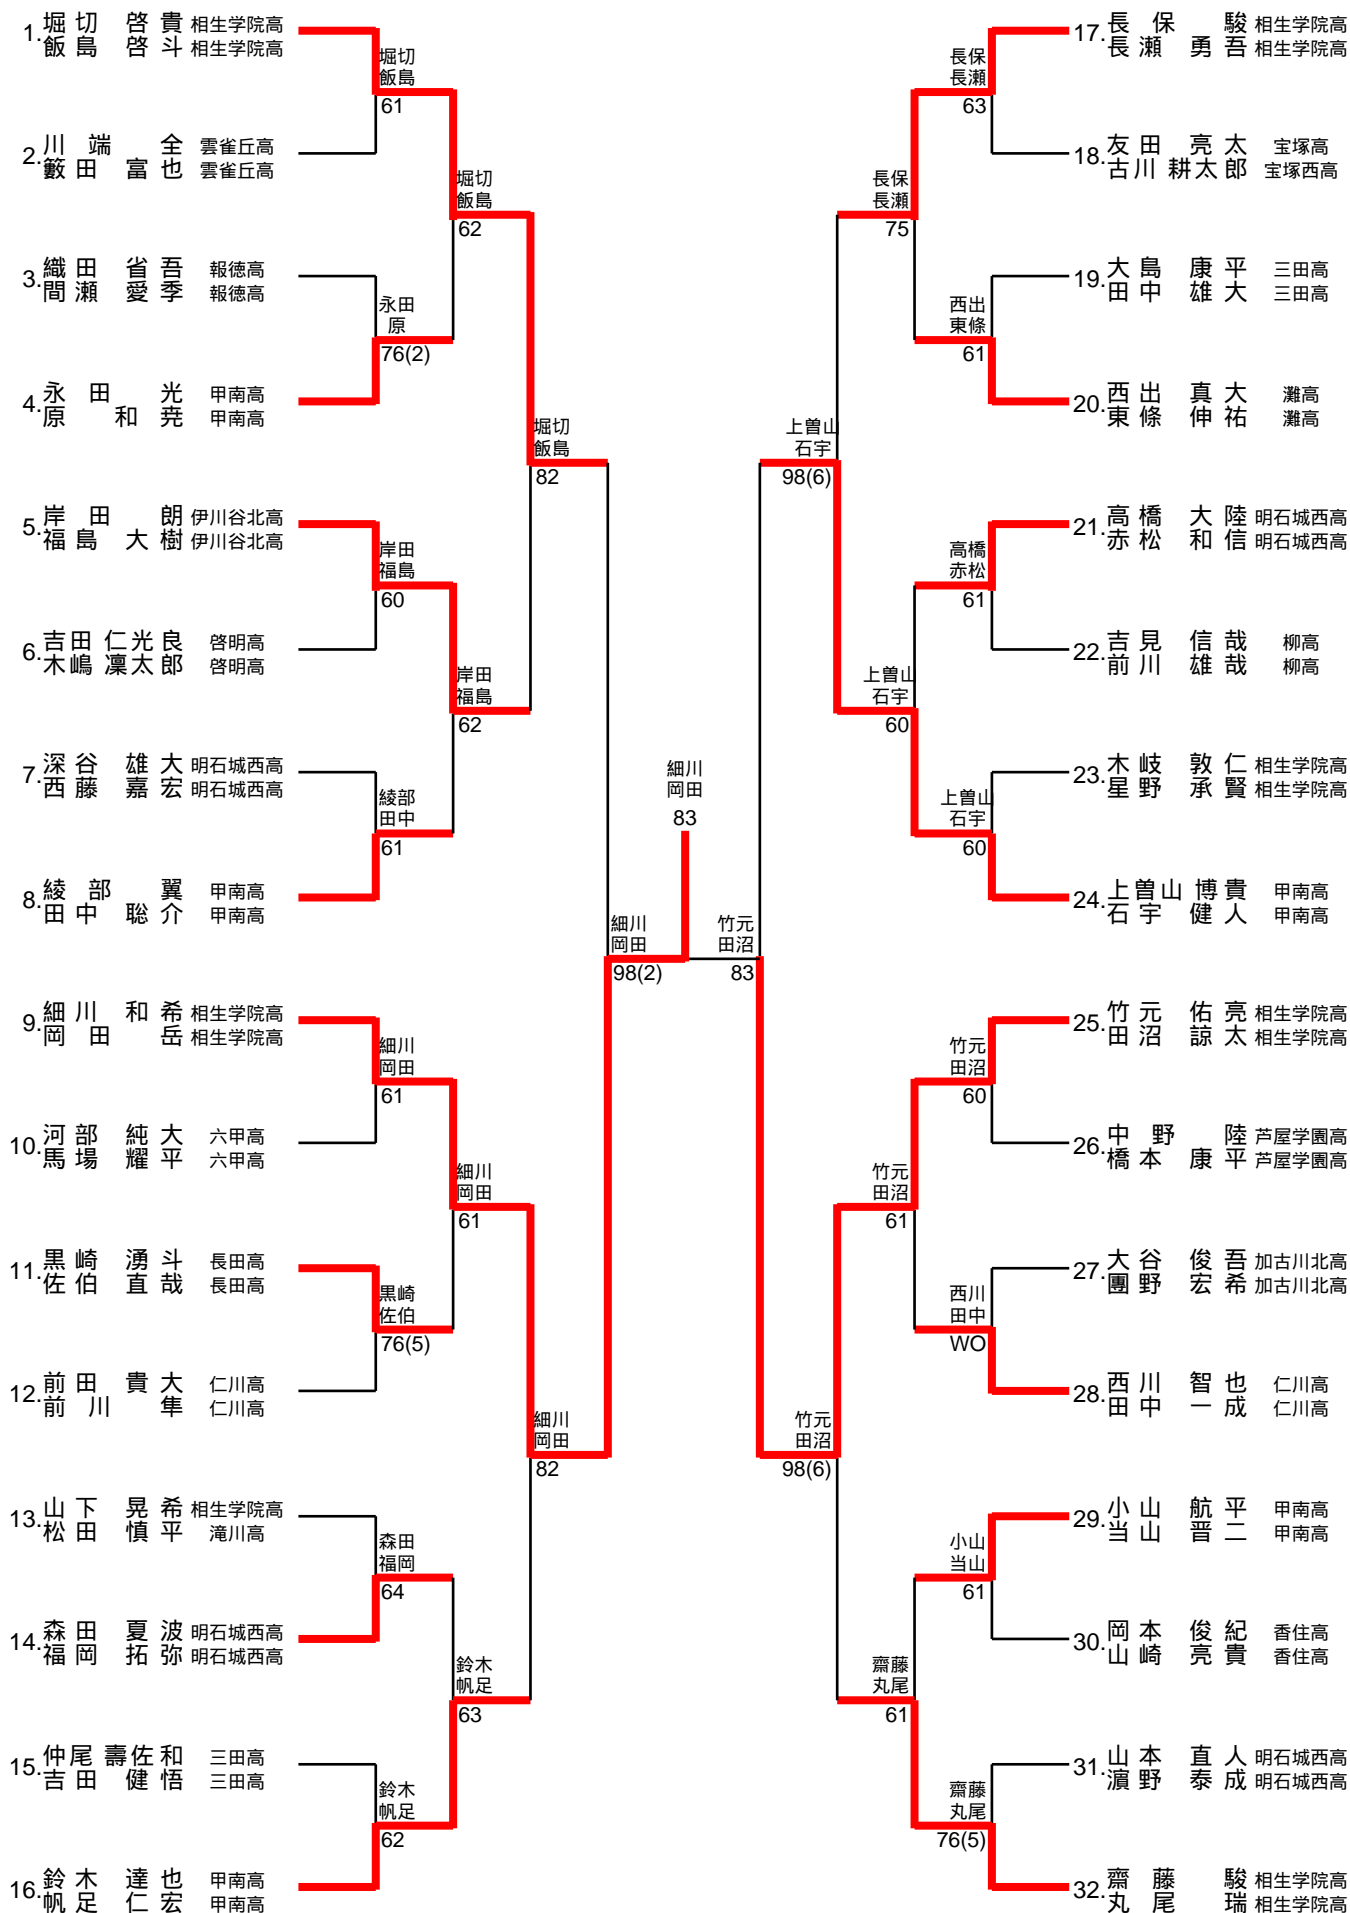 1. 堀切 啓貴 相生学院高
飯島 啓斗 相生学院高
2. 川端 全 雲雀丘高
籔田 富也 雲雀丘高
3. 織田 省吾 報徳高
間瀬 愛季 報徳高
4. 永田 光 甲南高
原 和尭 甲南高
5. 岸田 朗 伊川谷北高
福島 大樹 伊川谷北高
6. 吉田 仁光良 啓明高
木嶋 凜太郎 啓明高
7. 深谷 雄大 明石城西高
西藤 嘉宏 明石城西高
8. 綾部 翼 甲南高
田中 聡介 甲南高
9. 細川 和希 相生学院高
岡田 岳 相生学院高
10. 河部 純大 六甲高
馬場 耀平 六甲高
11. 黒崎 湧斗 長田高
佐伯 直哉 長田高
12. 前田 貴大 仁川高
前川 隼 仁川高
13. 山下 晃希 相生学院高
松田 慎平 滝川高
14. 森田 夏波 明石城西高
福岡 拓弥 明石城西高
15. 仲尾 壽佐和 三田高
吉田 健悟 三田高
16. 鈴木 達也 甲南高
帆足 仁宏 甲南高
堀切
飯島
61
永田
原
76(2)
岸田
福島
60
綾部
田中
61
細川
岡田
61
黒崎
佐伯
76(5)
森田
福岡
64
鈴木
帆足
62
堀切
飯島
62
岸田
福島
62
細川
岡田
61
鈴木
帆足
63
堀切
飯島
82
細川
岡田
82
細川
岡田
98(2)
細川
岡田
83
竹元
田沼
83
上曽山
石宇
98(6)
竹元
田沼
98(6)
長保
長瀬
75
上曽山
石宇
60
竹元
田沼
61
齋藤
丸尾
61
長保
長瀬
63
西出
東條
61
高橋
赤松
61
上曽山
石宇
60
竹元
田沼
60
西川
田中
WO
小山
当山
61
齋藤
丸尾
76(5)
17. 長保 駿 相生学院高
長瀬 勇吾 相生学院高
18. 友田 亮太 宝塚高
古川 耕太郎 宝塚西高
19. 大島 康平 三田高
田中 雄大 三田高
20. 西出 真大 灘高
東條 伸祐 灘高
21. 高橋 大陸 明石城西高
赤松 和信 明石城西高
22. 吉見 信哉 柳高
前川 雄哉 柳高
23. 木岐 敦仁 相生学院高
星野 承賢 相生学院高
24. 上曽山 博貴 甲南高
石宇 健人 甲南高
25. 竹元 佑亮 相生学院高
田沼 諒太 相生学院高
26. 中野 陸 芦屋学園高
橋本 康平 芦屋学園高
27. 大谷 俊吾 加古川北高
團野 宏希 加古川北高
28. 西川 智也 仁川高
田中 一成 仁川高
29. 小山 航平 甲南高
当山 晋二 甲南高
30. 岡本 俊紀 香住高
山崎 亮貴 香住高
31. 山本 直人 明石城西高
濵野 泰成 明石城西高
32. 齋藤 駿 相生学院高
丸尾 瑞 相生学院高